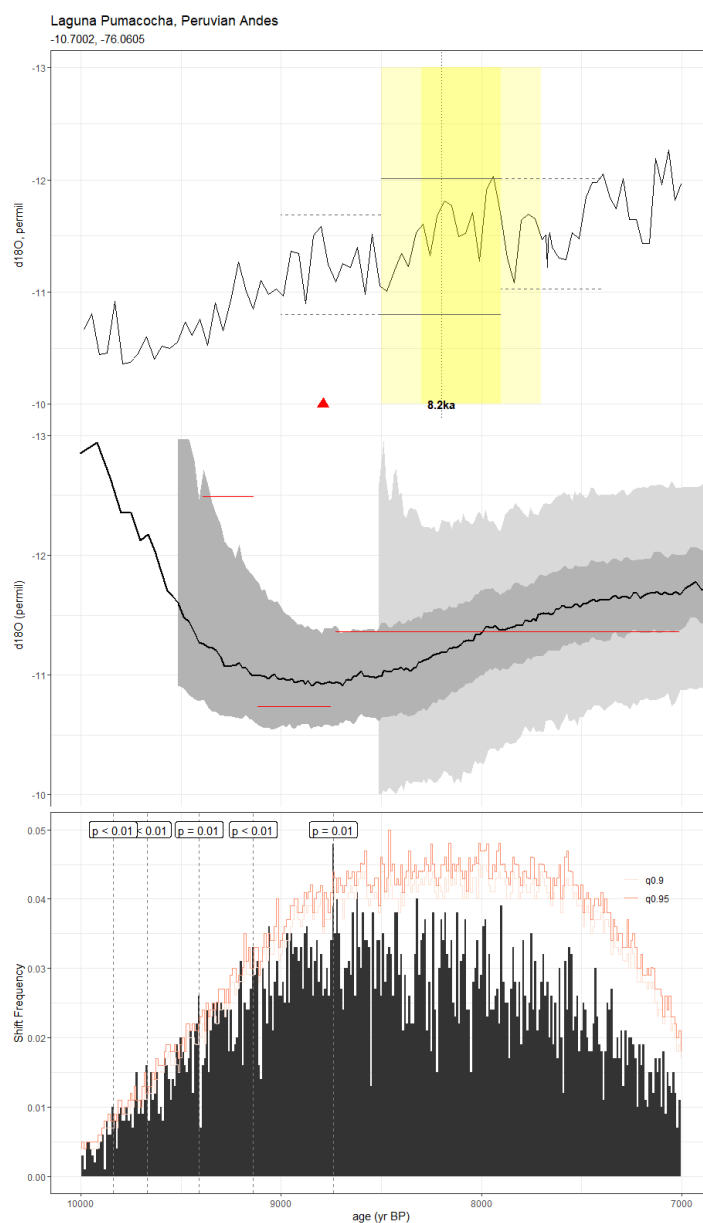 Laguna Pumacocha, Peruvian Andes
-10.7002, -76.0605
-13
-12
-11
-10
d18O, permil
8.2ka
-13
-12
-11
-10
d18O (permil)
p < 0.01
< 0.01
p = 0.01
p < 0.01
p = 0.01
0.05
0.04
0.03
0.02
0.01
0.00
Shift Frequency
q0.9
q0.95
10000
9000
8000
7000
age (yr BP)